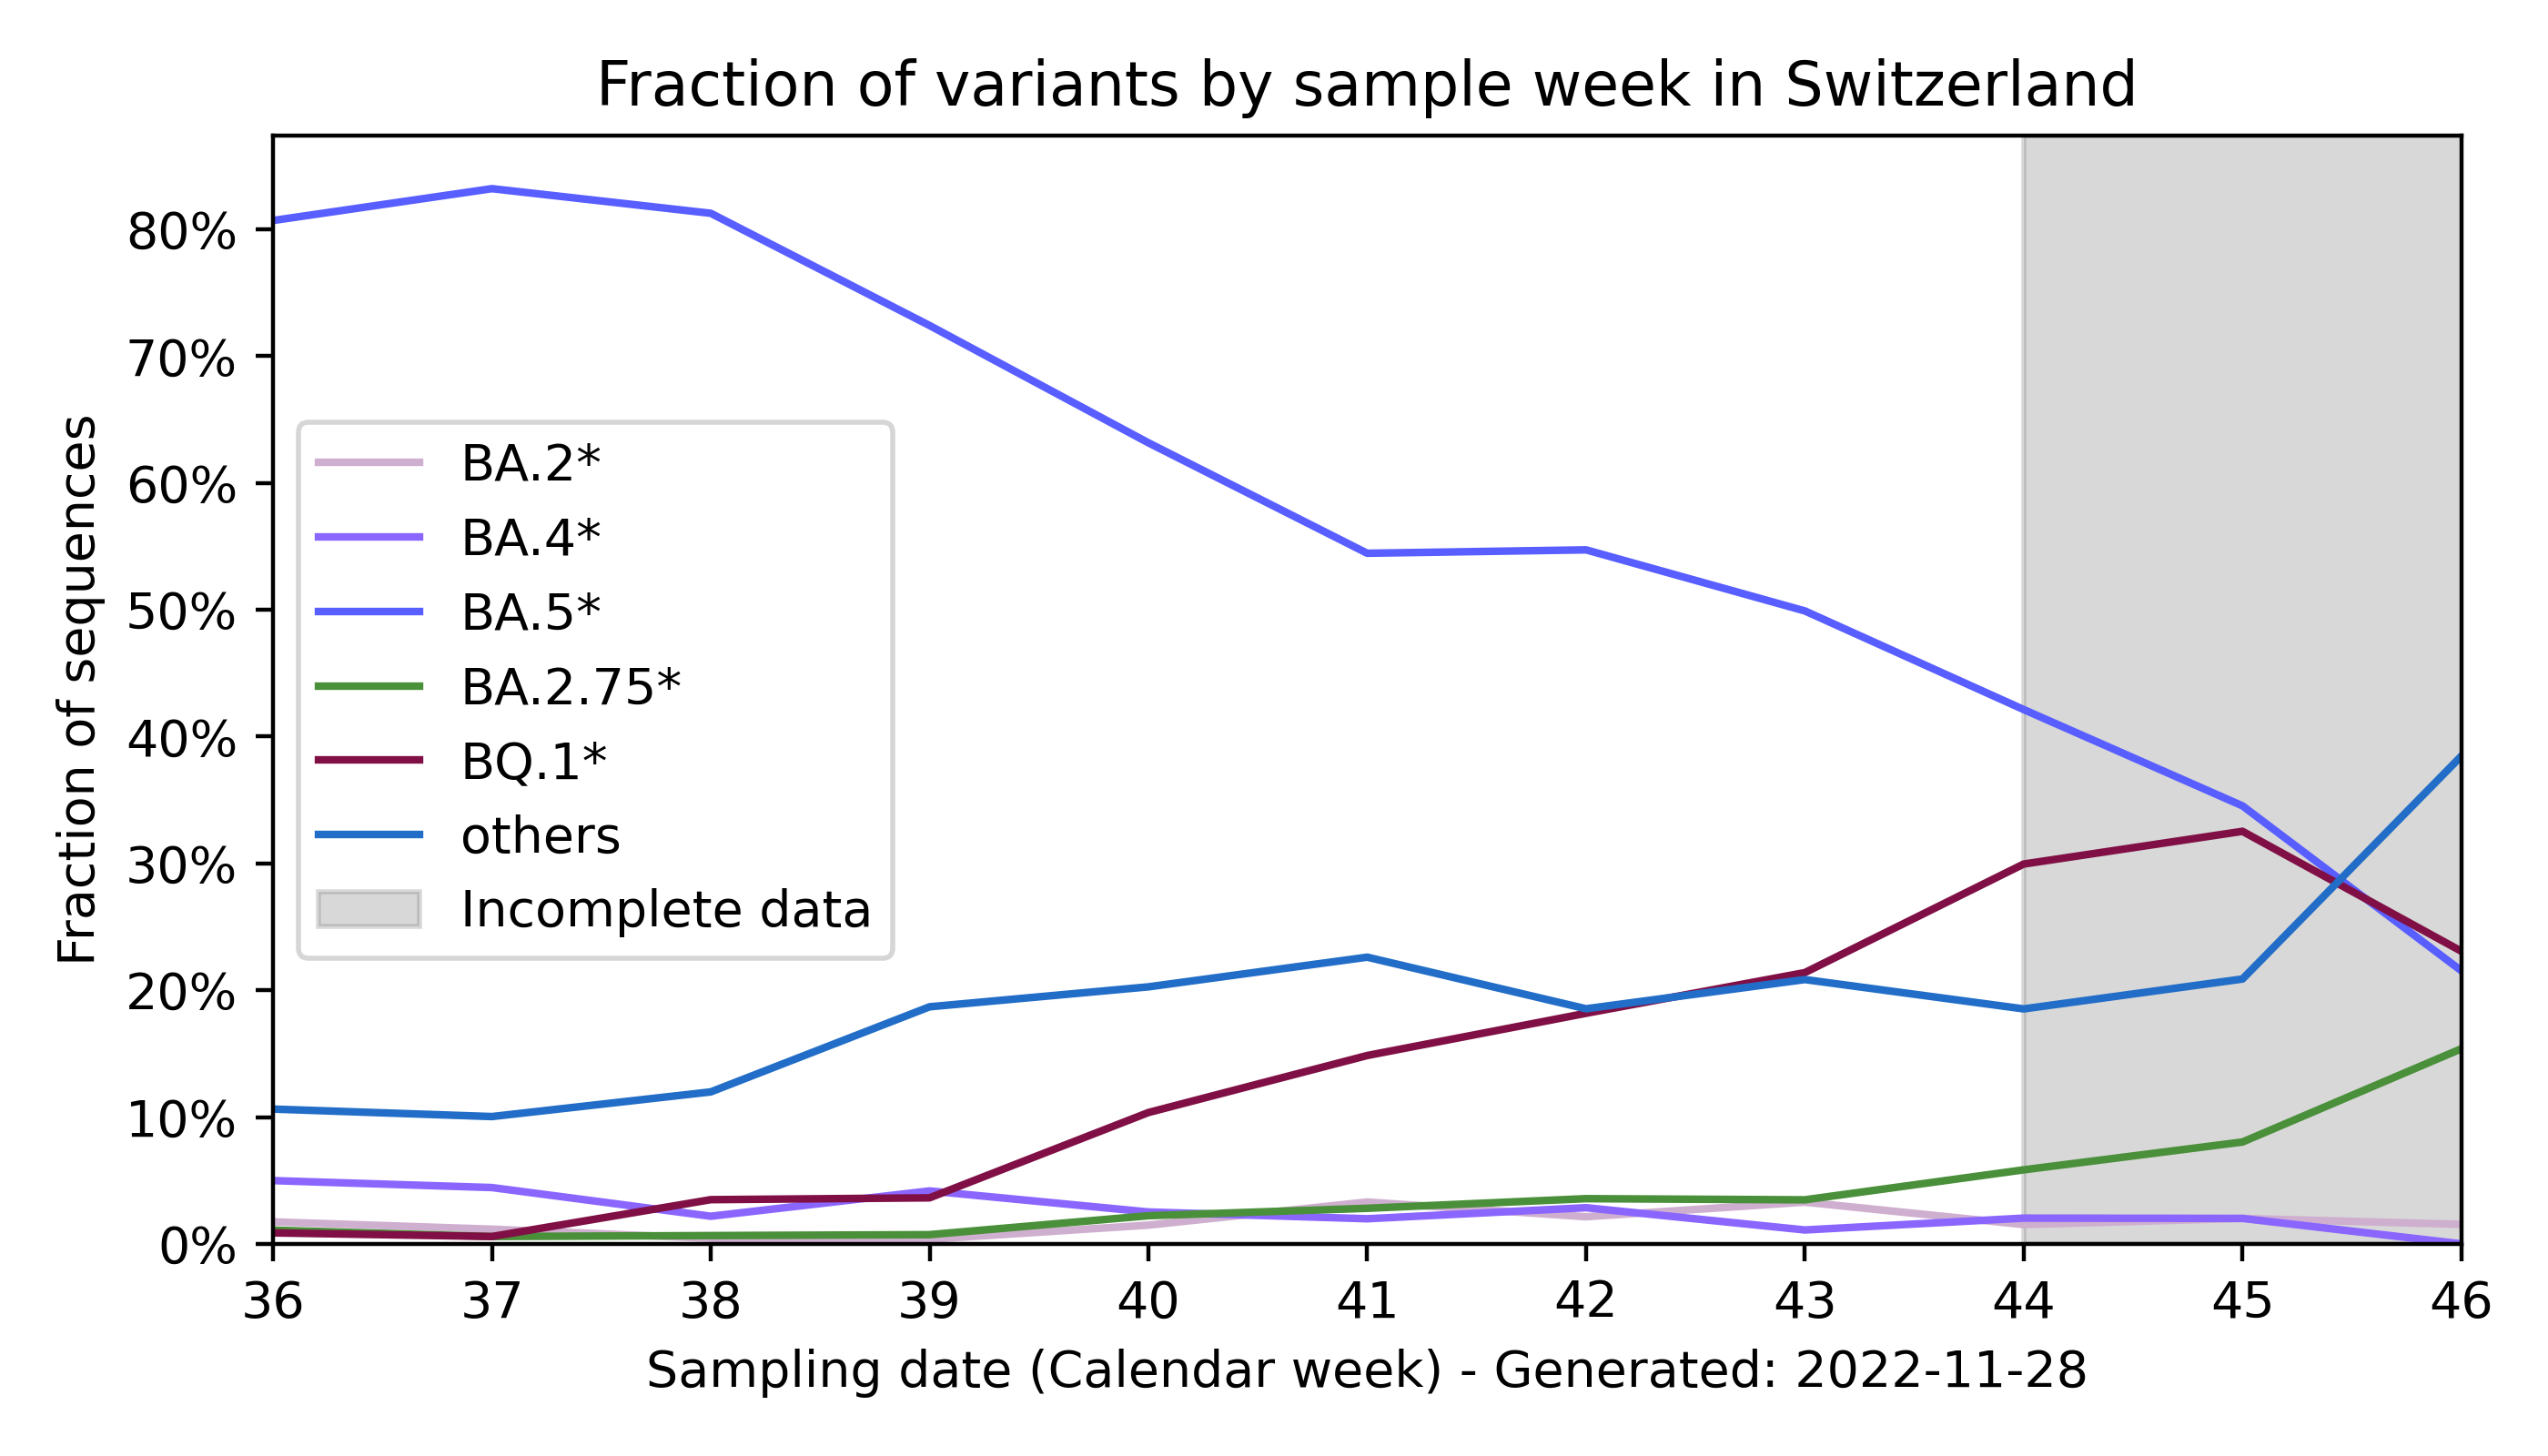 Fraction of variants by sample week in Switzerland
Fraction of sequences
80%
70%
60%
50%
40%
30%
20%
10%
0%
BA.2*
BA.4*
BA.5*
BA.2.75*
BQ.1*
others
Incomplete data
36 37 38 39 40 41 42 43 44 45 46
Sampling date (Calendar week) - Generated: 2022-11-28